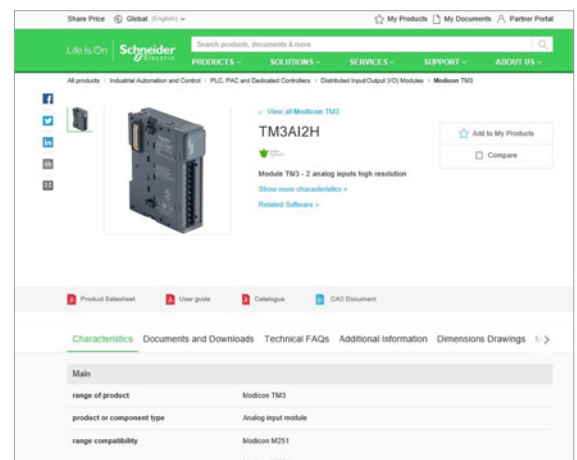 Share Price Global (English) My Products My Documents Partner Portal
Life Is On Schneider Electric Search products, documents & more
PRODUCTS SOLUTIONS SERVICES SUPPORT ABOUT US
All products > Industrial Automation and Control > PLC, PAC and Dedicated Controllers > Distributed Input/Output (I/O) Modules > Modicon TM3
< View all Modicon TM3
TM3AI2H
Add to My Products
Compare
Module TM3 - 2 analog inputs high resolution
Show more characteristics >
Related Software >
Product Datasheet User guide Catalogue CAD Document
Characteristics Documents and Downloads Technical FAQs Additional Information Dimensions Drawings
Main
range of product Modicon TM3
product or component type Analog input module
range compatibility Modicon M251